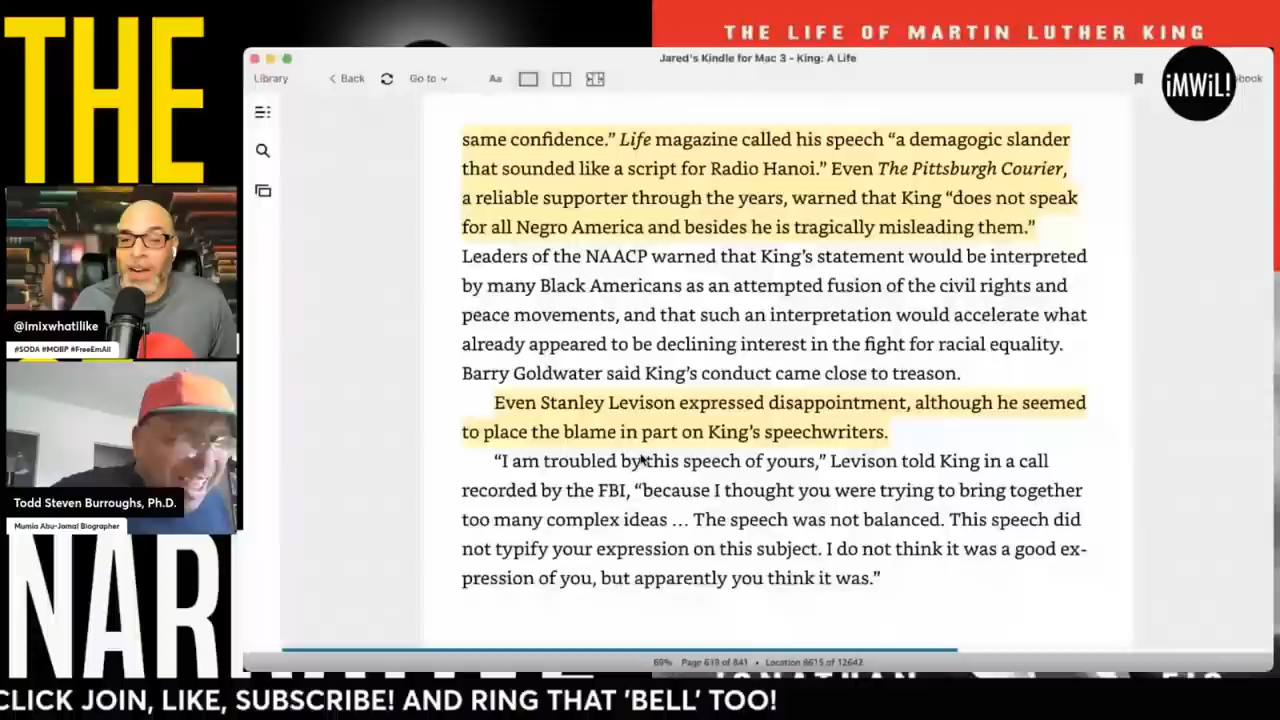 THE
NAR
THE LIFE OF MARTIN LUTHER KING
iMWiL!
Jared's Kindle for Mac 3 - King: A Life
Library
Back
Go to
Aa
same confidence.” Life magazine called his speech “a demagogic slander
that sounded like a script for Radio Hanoi.” Even The Pittsburgh Courier,
a reliable supporter through the years, warned that King “does not speak
for all Negro America and besides he is tragically misleading them.”
Leaders of the NAACP warned that King’s statement would be interpreted
by many Black Americans as an attempted fusion of the civil rights and
peace movements, and that such an interpretation would accelerate what
already appeared to be declining interest in the fight for racial equality.
Barry Goldwater said King’s conduct came close to treason.
Even Stanley Levison expressed disappointment, although he seemed
to place the blame in part on King’s speechwriters.
“I am troubled by this speech of yours,” Levison told King in a call
recorded by the FBI, “because I thought you were trying to bring together
too many complex ideas … The speech was not balanced. This speech did
not typify your expression on this subject. I do not think it was a good ex-
pression of you, but apparently you think it was.”
69% Page 619 of 841 • Location 8615 of 12642
@imixwhatilike
#SODA #MOBP #FreeEmAll
Todd Steven Burroughs, Ph.D.
Mumia Abu-Jamal Biographer
CLICK JOIN, LIKE, SUBSCRIBE! AND RING THAT 'BELL' TOO!